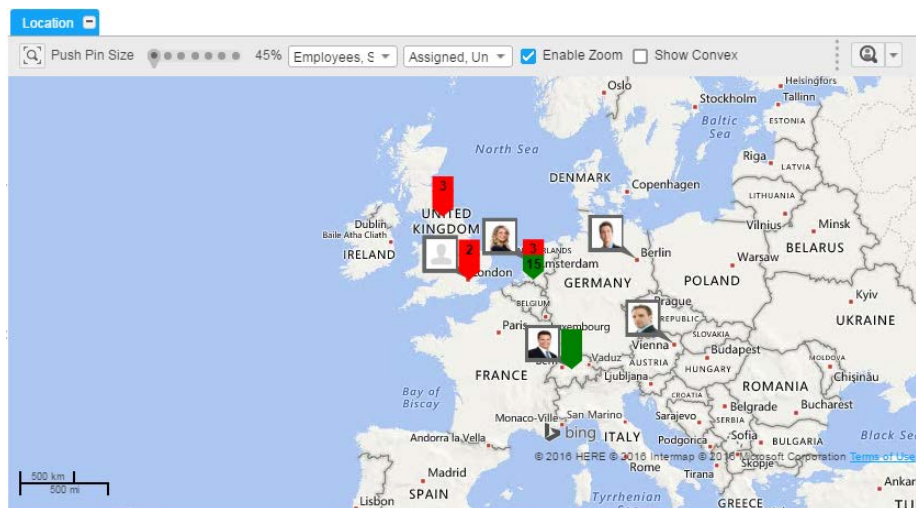 Location
Push Pin Size
45%
Employees, S
Assigned, Un
Enable Zoom
Show Convex
Oslo
Helsingfors
Stockholm
Tallinn
Baltic
Sea
ESTONIA
North Sea
Riga
LATVIA
DENMARK
Copenhagen
LITHUANIA
3
UNITED
KINGDOM
Dublin
Baile Atha Cliath
IRELAND
Vilnius
Minsk
BELARUS
2
London
3
15
Amsterdam
Berlin
Warsaw
GERMANY
POLAND
BELGIUM
Prague
REPUBLIC
Kyiv
UKRAINE
Paris
SLOVAKIA
Vienna
Budapest
MOLDOVA
Vaduz
AUSTRIA
HUNGARY
Chișinău
FRANCE
Ljubljana
ROMANIA
Bay of
Biscay
CROATIA
Belgrade
Bucharest
Monaco-Ville
San Marino
Sarajevo
SERBIA
bing
ITALY
Podgorica
Sofia
BULGARIA
Black Se
Andorra la Vella
© 2016 HERE © 2016 Intermap © 2016 Microsoft Corporation Terms of Use
Rome
Tirana
Skopje
500 km
500 mi
Madrid
SPAIN
Lisbon
Tyrrhenian
GREECE
Ankar
TU